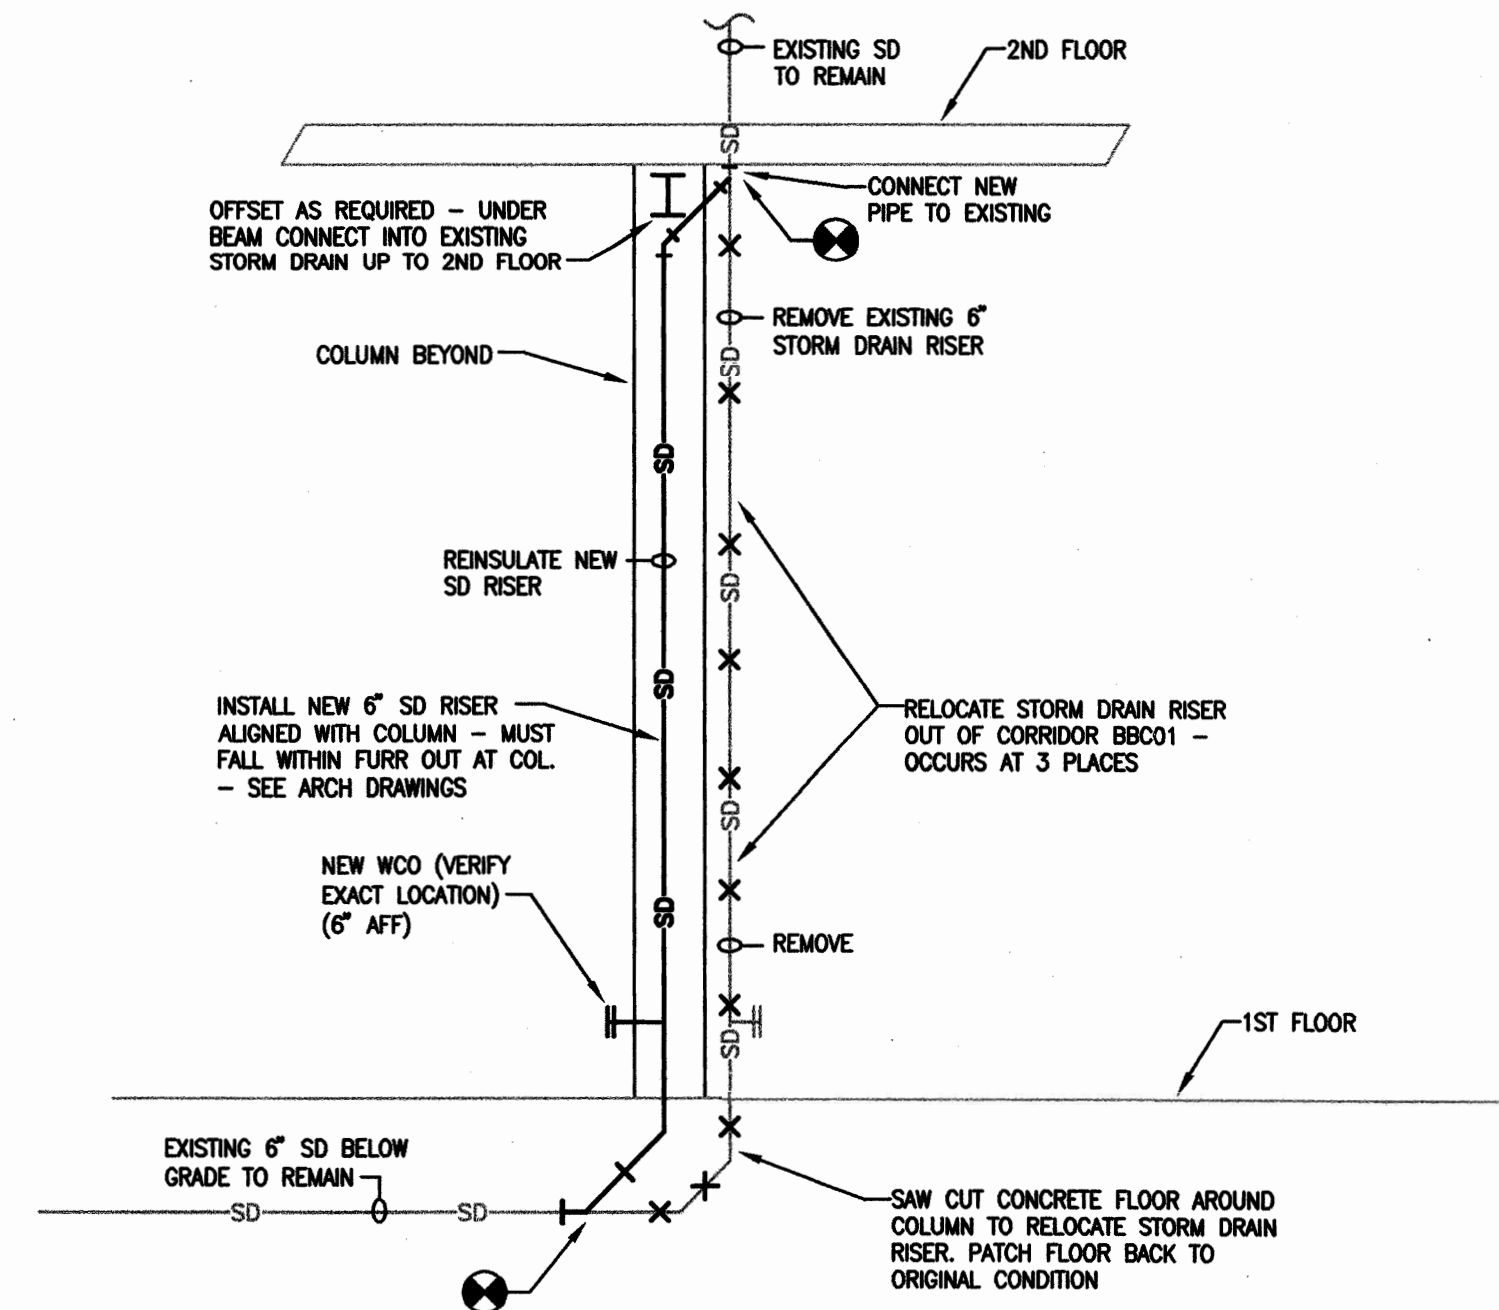 EXISTING SD
TO REMAIN
2ND FLOOR
SD
CONNECT NEW
PIPE TO EXISTING
OFFSET AS REQUIRED – UNDER
BEAM CONNECT INTO EXISTING
STORM DRAIN UP TO 2ND FLOOR
REMOVE EXISTING 6"
STORM DRAIN RISER
COLUMN BEYOND
SD
SD
REINSULATE NEW
SD RISER
SD
SD
INSTALL NEW 6" SD RISER
ALIGNED WITH COLUMN – MUST
FALL WITHIN FURR OUT AT COL.
– SEE ARCH DRAWINGS
RELOCATE STORM DRAIN RISER
OUT OF CORRIDOR BBC01 –
OCCURS AT 3 PLACES
SD
NEW WCO (VERIFY
EXACT LOCATION)
(6" AFF)
SD
REMOVE
SD
1ST FLOOR
EXISTING 6" SD BELOW
GRADE TO REMAIN
SD
SD
SAW CUT CONCRETE FLOOR AROUND
COLUMN TO RELOCATE STORM DRAIN
RISER. PATCH FLOOR BACK TO
ORIGINAL CONDITION